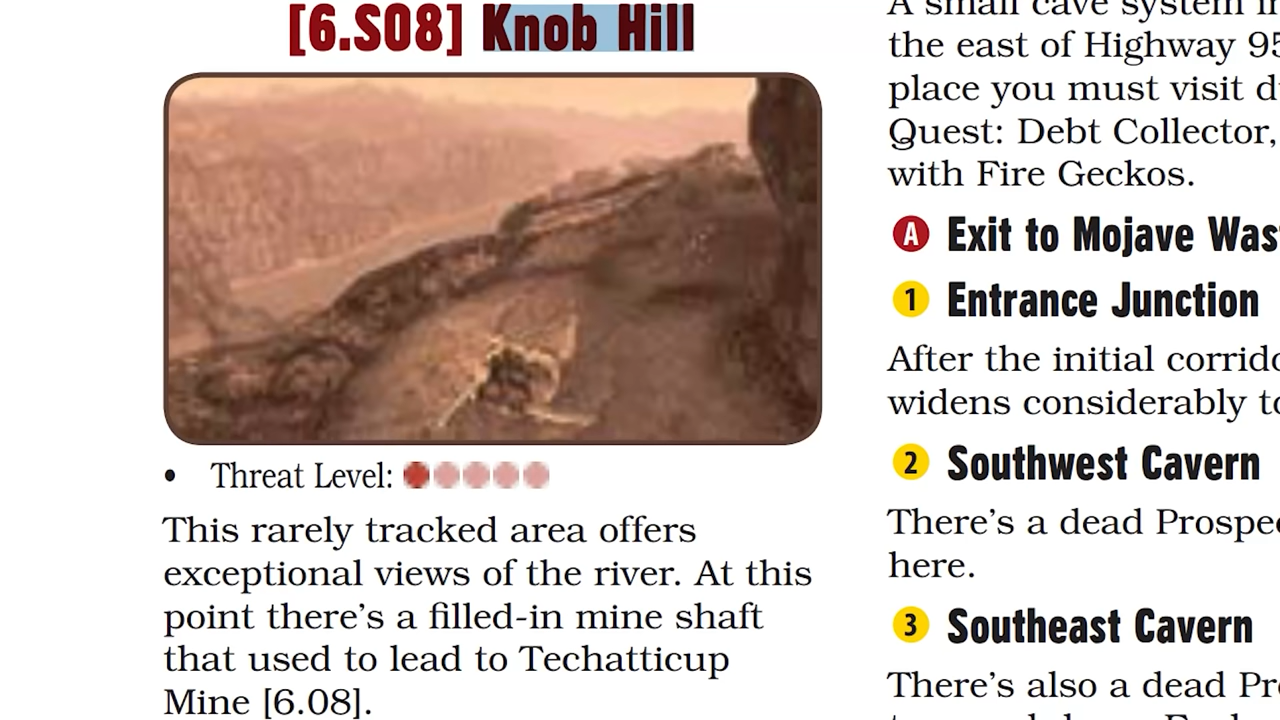 [6.S08] Knob Hill
• Threat Level:
This rarely tracked area offers
exceptional views of the river. At this
point there's a filled-in mine shaft
that used to lead to Techatticup
Mine [6.08].
A small cave system
the east of Highway
place you must visit
Quest: Debt Collector,
with Fire Geckos.
A Exit to Mojave
1 Entrance Junction
After the initial
widens considerably
2 Southwest Cavern
There's a dead
here.
3 Southeast Cavern
There's also a dead